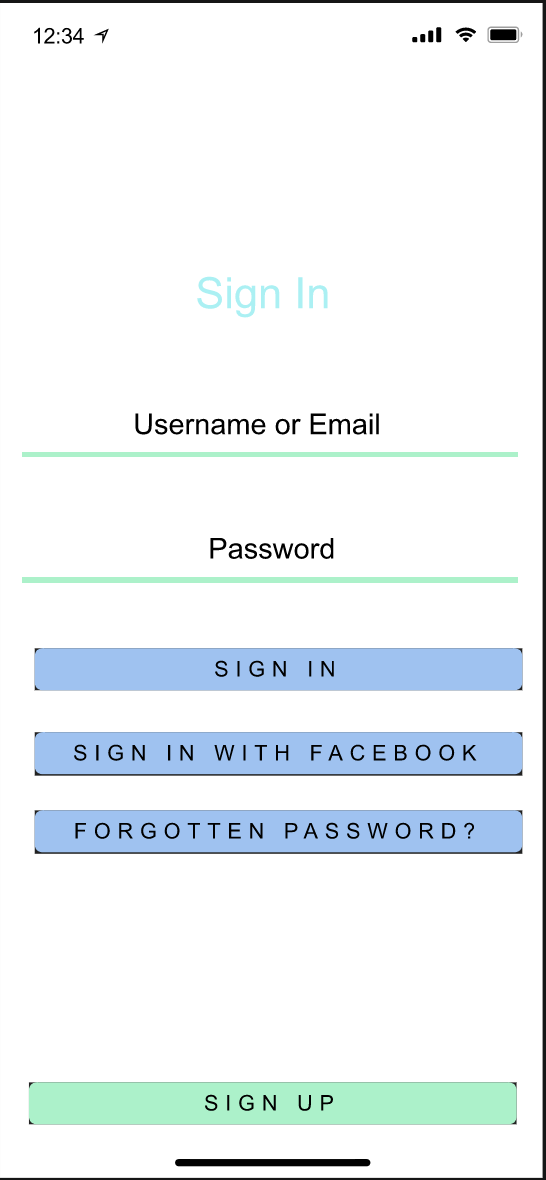 12:34
Sign In
Username or Email
Password
SIGN IN
SIGN IN WITH FACEBOOK
FORGOTTEN PASSWORD?
SIGN UP